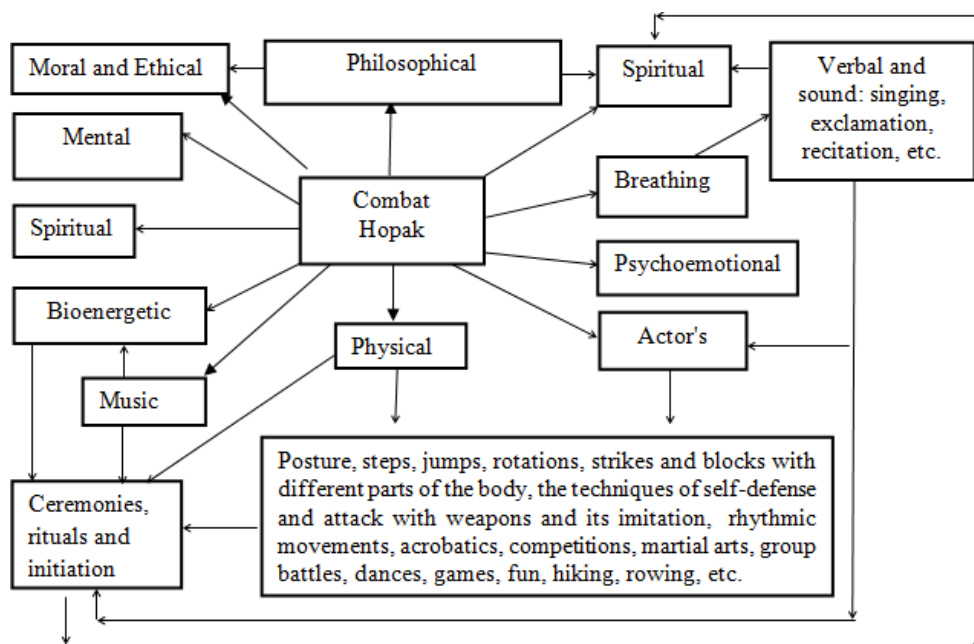 Moral and Ethical
Philosophical
Spiritual
Verbal and
sound: singing,
exclamation,
recitation, etc.
Mental
Combat
Hopak
Breathing
Spiritual
Psychoemotional
Bioenergetic
Physical
Actor's
Music
Posture, steps, jumps, rotations, strikes and blocks with
different parts of the body, the techniques of self-defense
and attack with weapons and its imitation, rhythmic
movements, acrobatics, competitions, martial arts, group
battles, dances, games, fun, hiking, rowing, etc.
Ceremonies,
rituals and
initiation